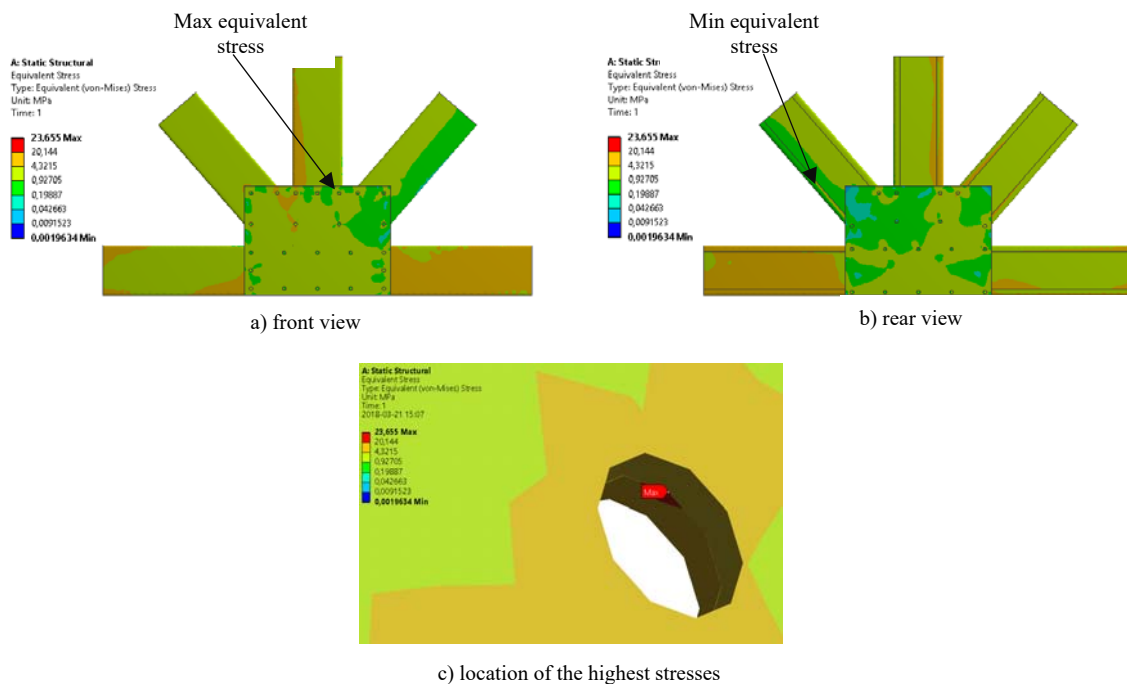 Max equivalent
stress
A: Static Structural
Equivalent Stress
Type: Equivalent (von-Mises) Stress
Unit: MPa
Time: 1
23,655 Max
20,144
4,3215
0,92705
0,19887
0,042663
0,0091523
0,0019634 Min
a) front view
Min equivalent
stress
A: Static Stru
Equivalent Stress
Type: Equivalent (von-Mises) Stress
Unit: MPa
Time: 1
23,655 Max
20,144
4,3215
0,92705
0,19887
0,042663
0,0091523
0,0019634 Min
b) rear view
A: Static Structural
Equivalent Stress
Type: Equivalent (von-Mises) Stress
Unit: MPa
Time: 1
2018-03-21 15:07
23,655 Max
20,144
4,3215
0,92705
0,19887
0,042663
0,0091523
0,0019634 Min
Max
c) location of the highest stresses